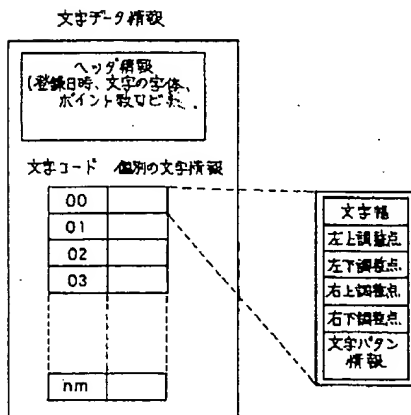 文字データ情報
ヘッダ情報
(登録日時、文字の字体、
ポイント数など
文字コード 個別の文字情報
00
01
02
03
nm
文字幅
左上調整点
左下調整点
右上調整点
右下調整点
文字パタン
情報